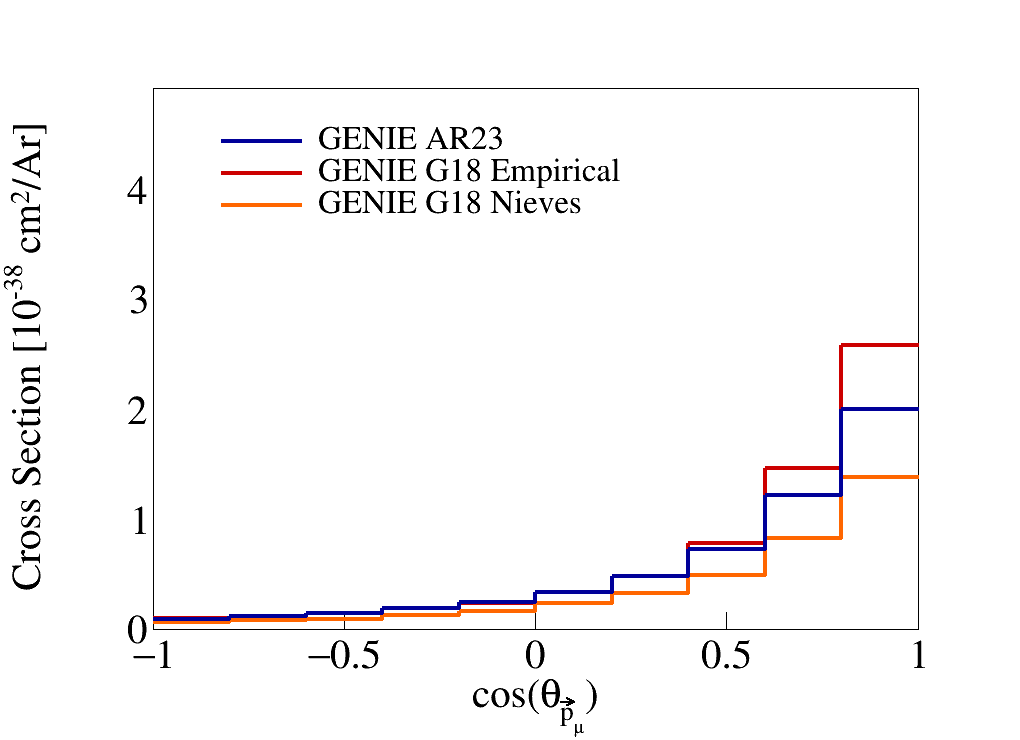 GENIE AR23
GENIE G18 Empirical
GENIE G18 Nieves
Cross Section [10⁻³⁸ cm²/Ar]
4
3
2
1
0
−1 −0.5 0 0.5 1
cos(θ_p⃗_μ)